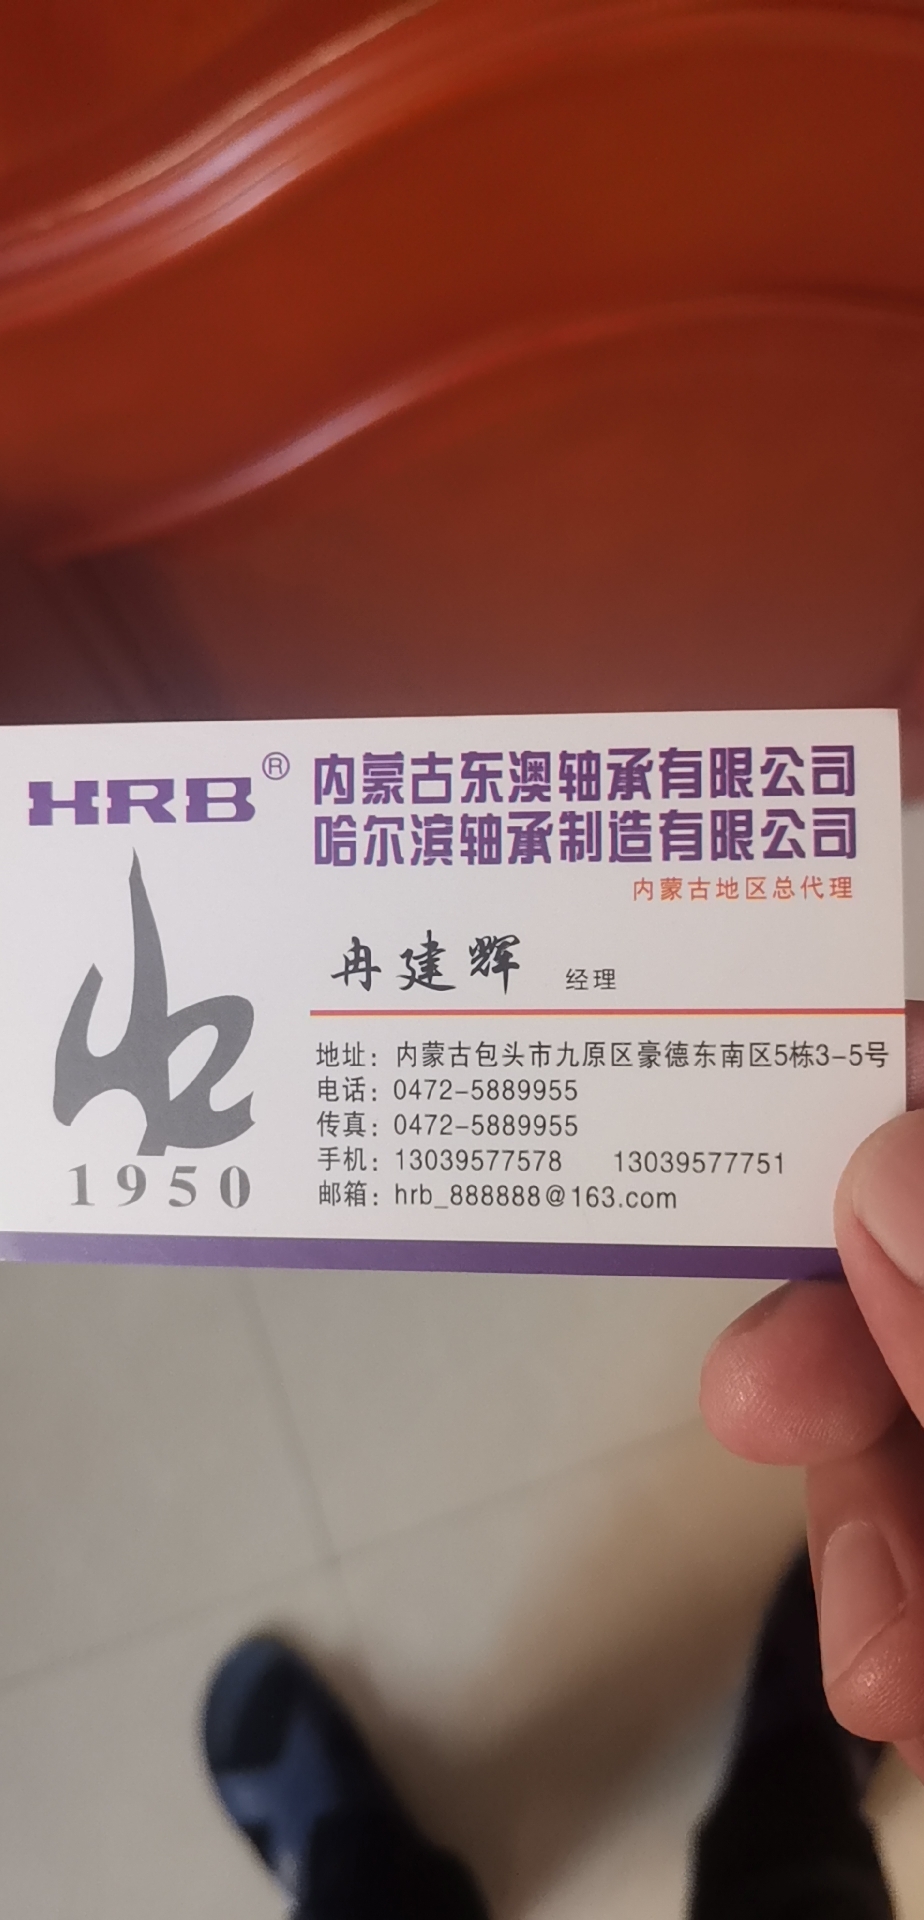 HRB®
内蒙古东澳轴承有限公司
哈尔滨轴承制造有限公司
内蒙古地区总代理
冉建辉 经理
地址：内蒙古包头市九原区豪德东南区5栋3-5号
电话：0472-5889955
传真：0472-5889955
手机：13039577578 13039577751
邮箱：hrb_888888@163.com
1950